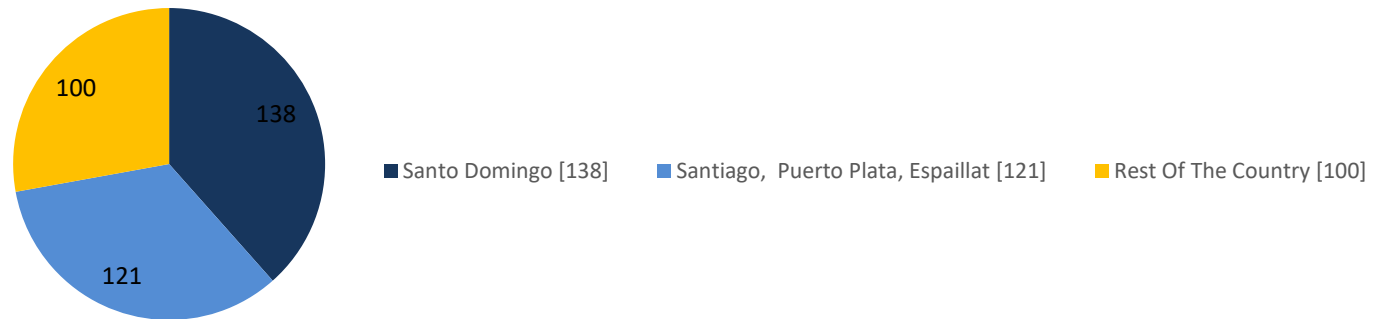 100
138
121
Santo Domingo [138]
Santiago,  Puerto Plata, Espaillat [121]
Rest Of The Country [100]